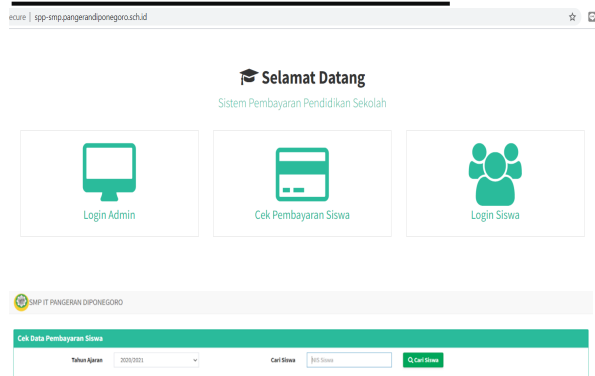 ecure | spp-smp.pangerandiponegoro.sch.id
Selamat Datang
Sistem Pembayaran Pendidikan Sekolah
Login Admin
Cek Pembayaran Siswa
Login Siswa
SMP IT PANGERAN DIPONEGORO
Cek Data Pembayaran Siswa
Tahun Ajaran 2020/2021 Cari Siswa NIS Siswa Cari Siswa